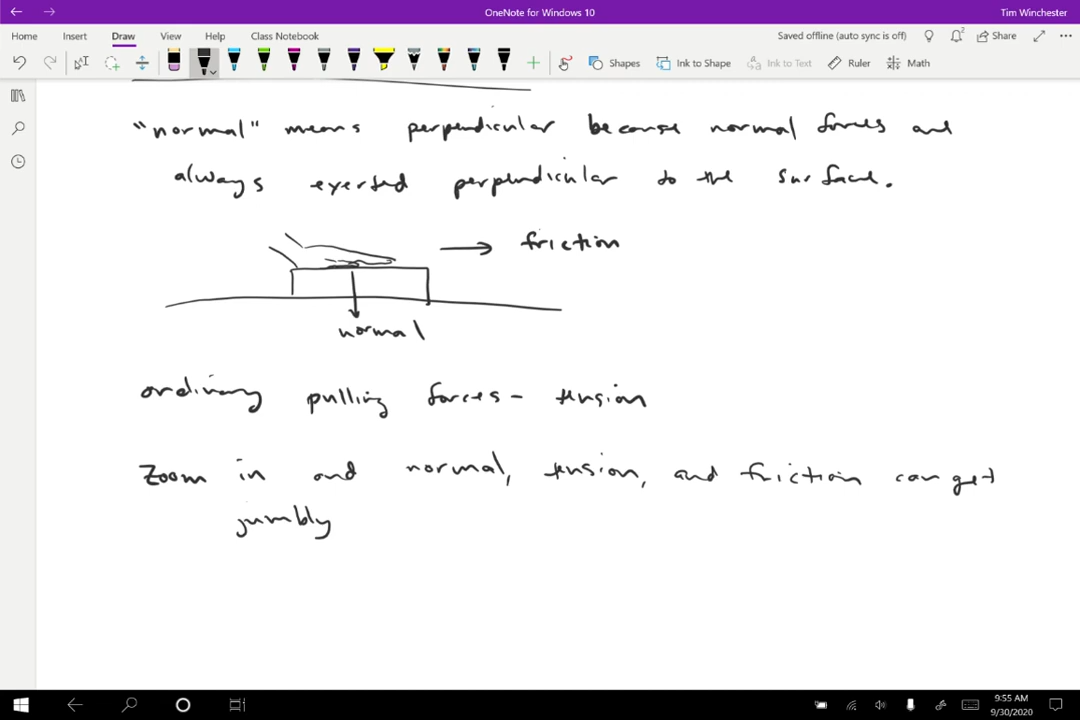 OneNote for Windows 10
Tim Winchester
Home Insert Draw View Help Class Notebook
Saved offline (auto sync is off) Share
Shapes Ink to Shape Ink to Text Ruler Math
"normal" means perpendicular because normal forces are
always exerted perpendicular to the surface.
friction
normal
ordinary pulling forces - tension
Zoom in and normal, tension, and friction can get
jumbly
9:55 AM
9/30/2020